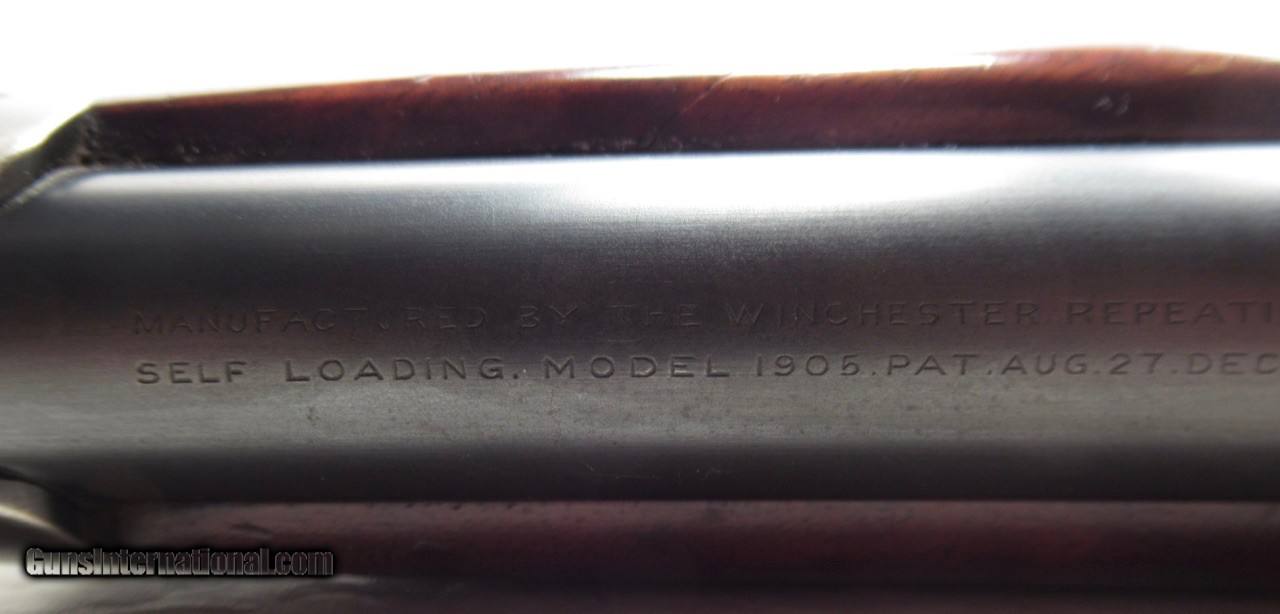 MANUFACTURED BY THE WINCHESTER REPEATI
SELF LOADING. MODEL 1905.PAT.AUG.27.DEC
GunsInternational.com